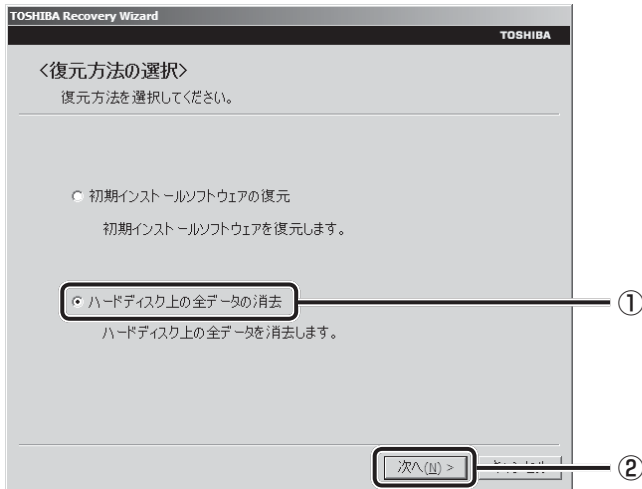 TOSHIBA Recovery Wizard
TOSHIBA
<復元方法の選択>
復元方法を選択してください。
初期インストールソフトウェアの復元
初期インストールソフトウェアを復元します。
ハードディスク上の全データの消去
①
ハードディスク上の全データを消去します。
次へ(N) >
②